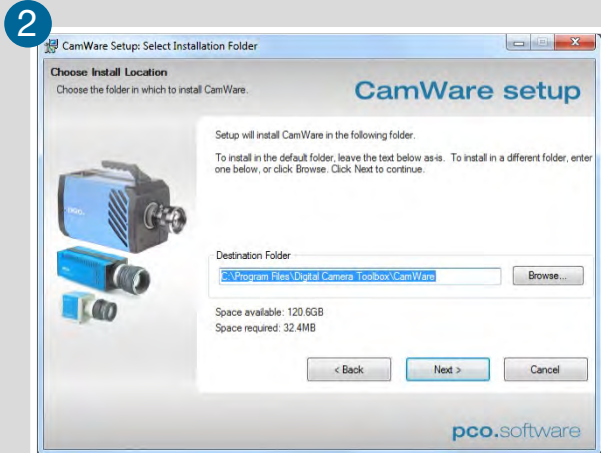 2
CamWare Setup: Select Installation Folder
Choose Install Location
Choose the folder in which to install CamWare.
CamWare setup
Setup will install CamWare in the following folder.
To install in the default folder, leave the text below as-is. To install in a different folder, enter
one below, or click Browse. Click Next to continue.
pco.
Destination Folder
C:\Program Files\Digital Camera Toolbox\CamWare
Browse...
Space available: 120.6GB
Space required: 32.4MB
< Back
Next >
Cancel
pco.software